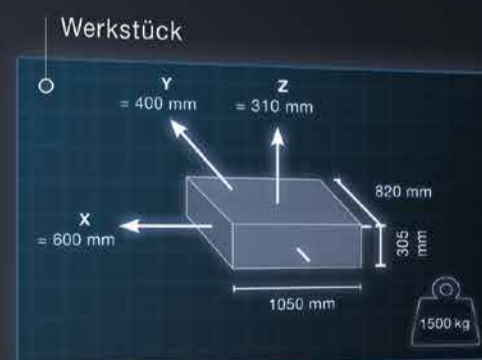 Werkstück
Y
= 400 mm
Z
= 310 mm
X
= 600 mm
820 mm
305
mm
1050 mm
1500 kg